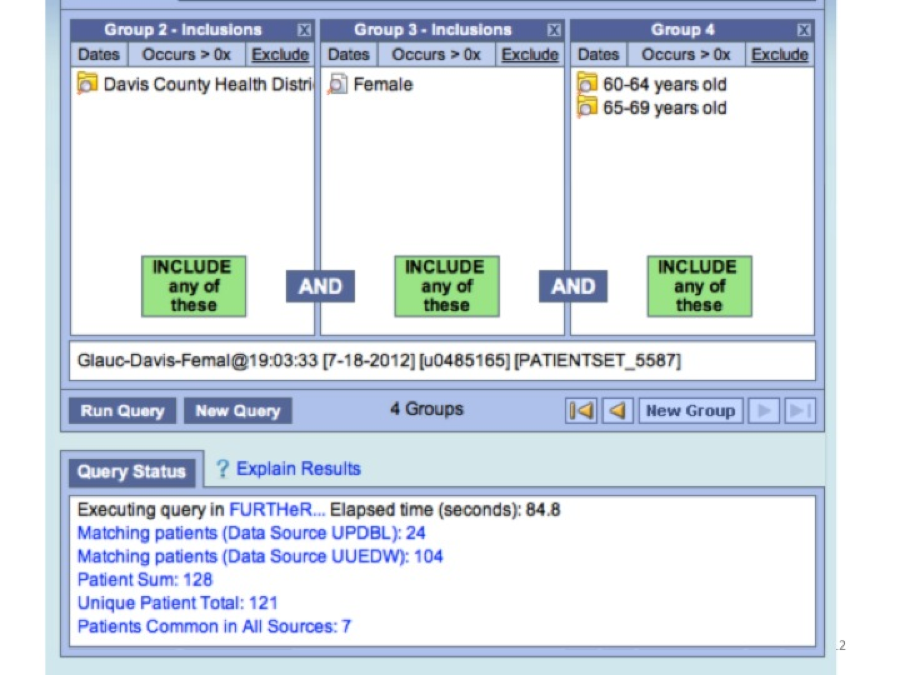 Group 2 - Inclusions
Group 3 - Inclusions
Group 4
Dates Occurs > 0x Exclude
Dates Occurs > 0x Exclude
Dates Occurs > 0x Exclude
Davis County Health Distri
Female
60-64 years old
65-69 years old
INCLUDE
any of
these
AND
INCLUDE
any of
these
AND
INCLUDE
any of
these
Glauc-Davis-Femal@19:03:33 [7-18-2012] [u0485165] [PATIENTSET_5587]
Run Query New Query 4 Groups New Group
Query Status ? Explain Results
Executing query in FURTHeR... Elapsed time (seconds): 84.8
Matching patients (Data Source UPDBL): 24
Matching patients (Data Source UUEDW): 104
Patient Sum: 128
Unique Patient Total: 121
Patients Common in All Sources: 7